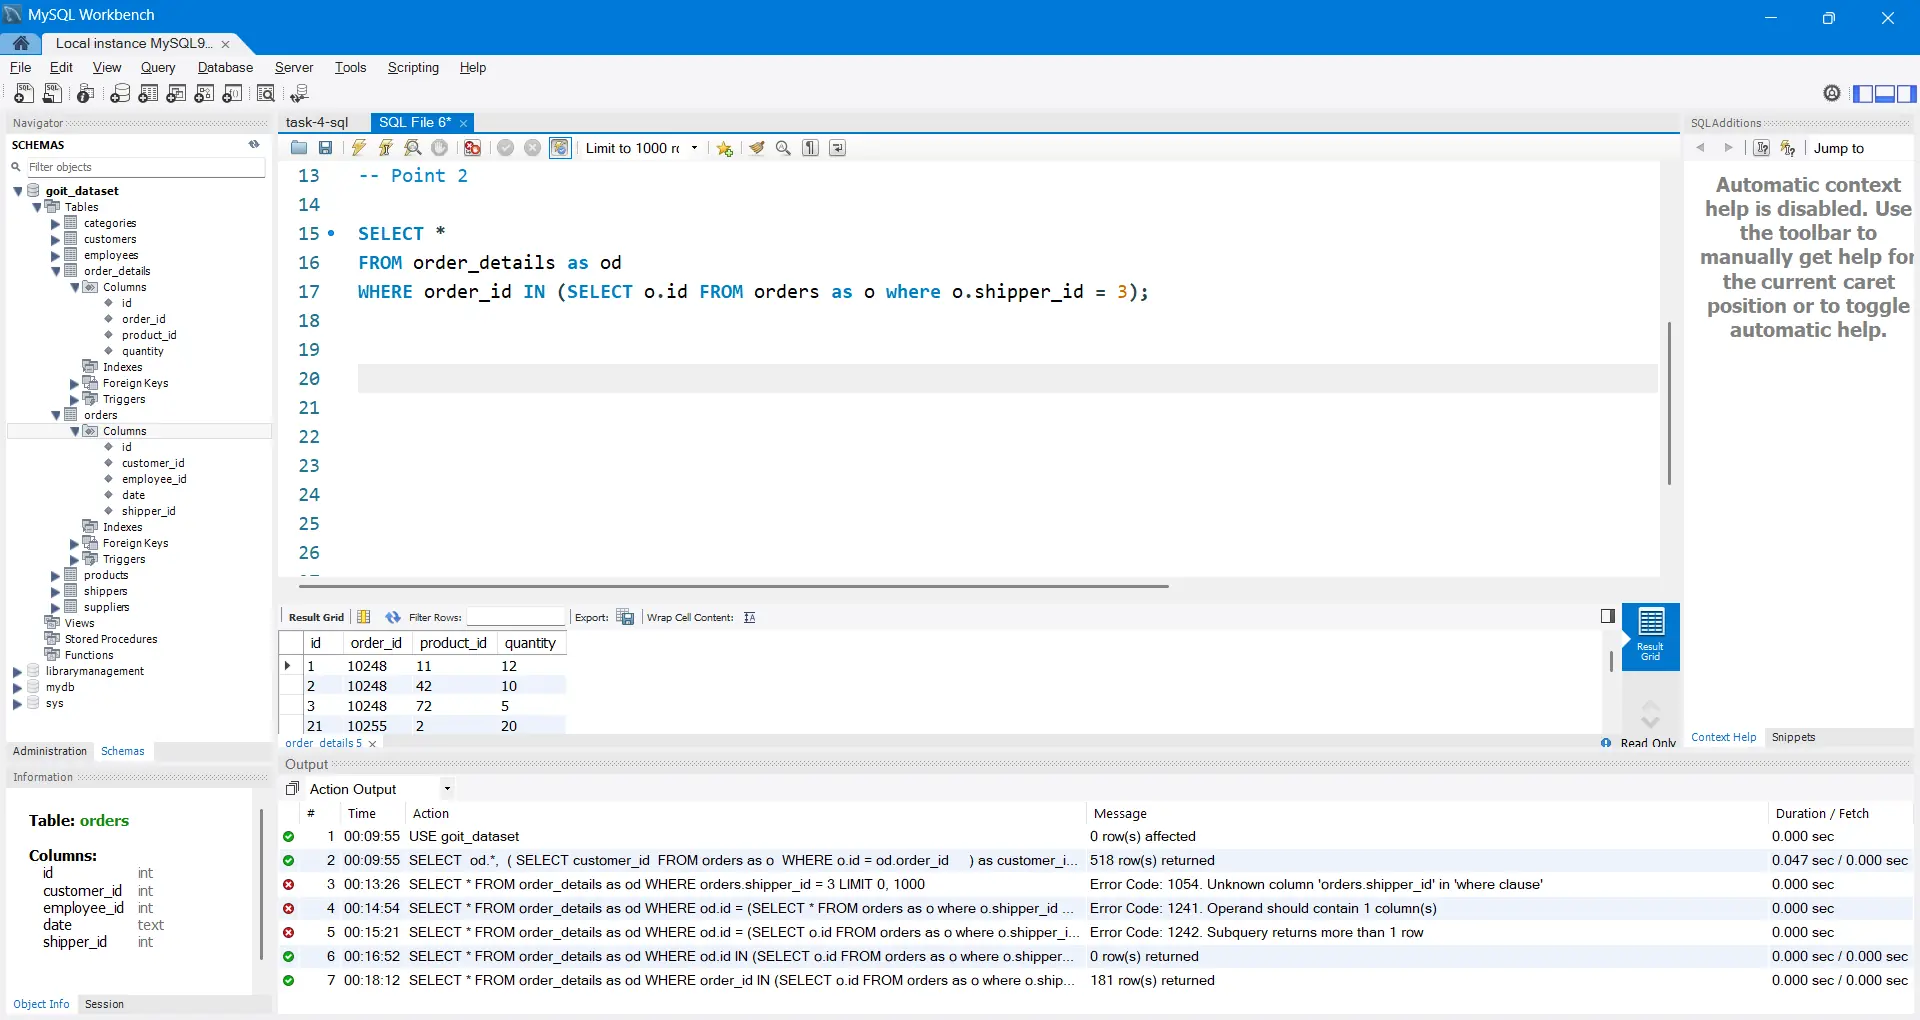 MySQL Workbench
Local instance MySQL9...
File Edit View Query Database Server Tools Scripting Help
Navigator
SCHEMAS
Filter objects
goit_dataset
Tables
categories
customers
employees
order_details
Columns
id
order_id
product_id
quantity
Indexes
Foreign Keys
Triggers
orders
Columns
id
customer_id
employee_id
date
shipper_id
Indexes
Foreign Keys
Triggers
products
shippers
suppliers
Views
Stored Procedures
Functions
librarymanagement
mydb
sys
Administration Schemas
Information
Table: orders
Columns:
id int
customer_id int
employee_id int
date text
shipper_id int
Object Info Session
task-4-sql SQL File 6*
Limit to 1000 rc
13 -- Point 2
14
15 SELECT *
16 FROM order_details as od
17 WHERE order_id IN (SELECT o.id FROM orders as o where o.shipper_id = 3);
18
19
20
21
22
23
24
25
26
Result Grid Filter Rows: Export: Wrap Cell Content:
id order_id product_id quantity
1 10248 11 12
2 10248 42 10
3 10248 72 5
21 10255 2 20
Result
Grid
order_details 5
Read Only
SQLAdditions
Jump to
Automatic context
help is disabled. Use
the toolbar to
manually get help for
the current caret
position or to toggle
automatic help.
Context Help Snippets
Output
Action Output
# Time Action Message Duration / Fetch
1 00:09:55 USE goit_dataset 0 row(s) affected 0.000 sec
2 00:09:55 SELECT od.*, ( SELECT customer_id FROM orders as o WHERE o.id = od.order_id ) as customer_i... 518 row(s) returned 0.047 sec / 0.000 sec
3 00:13:26 SELECT * FROM order_details as od WHERE orders.shipper_id = 3 LIMIT 0, 1000 Error Code: 1054. Unknown column 'orders.shipper_id' in 'where clause' 0.000 sec
4 00:14:54 SELECT * FROM order_details as od WHERE od.id = (SELECT * FROM orders as o where o.shipper_id ... Error Code: 1241. Operand should contain 1 column(s) 0.000 sec
5 00:15:21 SELECT * FROM order_details as od WHERE od.id = (SELECT o.id FROM orders as o where o.shipper_i... Error Code: 1242. Subquery returns more than 1 row 0.000 sec
6 00:16:52 SELECT * FROM order_details as od WHERE od.id IN (SELECT o.id FROM orders as o where o.shipper... 0 row(s) returned 0.000 sec / 0.000 sec
7 00:18:12 SELECT * FROM order_details as od WHERE order_id IN (SELECT o.id FROM orders as o where o.ship... 181 row(s) returned 0.000 sec / 0.000 sec